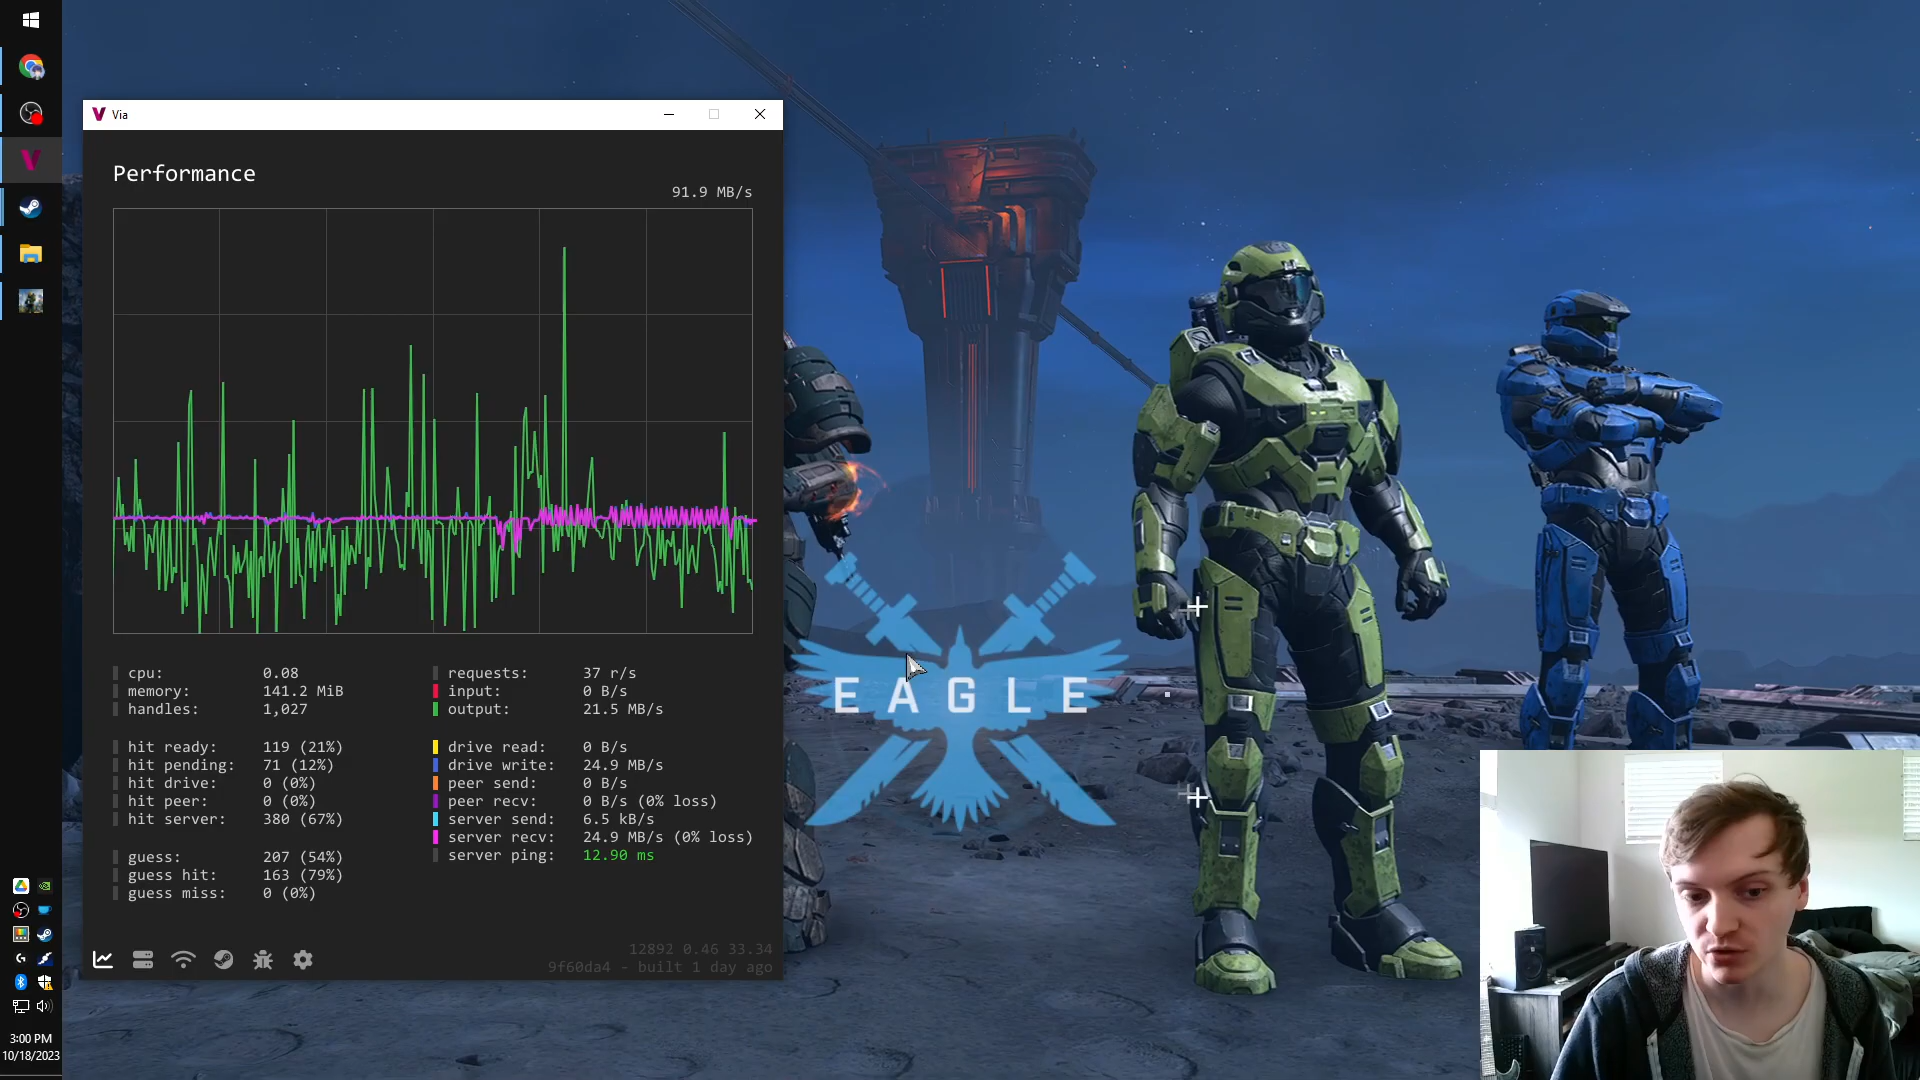 Via
Performance
91.9 MB/s
cpu: 0.08
memory: 141.2 MiB
handles: 1,027
hit ready: 119 (21%)
hit pending: 71 (12%)
hit drive: 0 (0%)
hit peer: 0 (0%)
hit server: 380 (67%)
guess: 207 (54%)
guess hit: 163 (79%)
guess miss: 0 (0%)
requests: 37 r/s
input: 0 B/s
output: 21.5 MB/s
drive read: 0 B/s
drive write: 24.9 MB/s
peer send: 0 B/s
peer recv: 0 B/s (0% loss)
server send: 6.5 kB/s
server recv: 24.9 MB/s (0% loss)
server ping: 12.90 ms
12892 0.46 33.34
9f60da4 - built 1 day ago
EAGLE
3:00 PM
10/18/2023